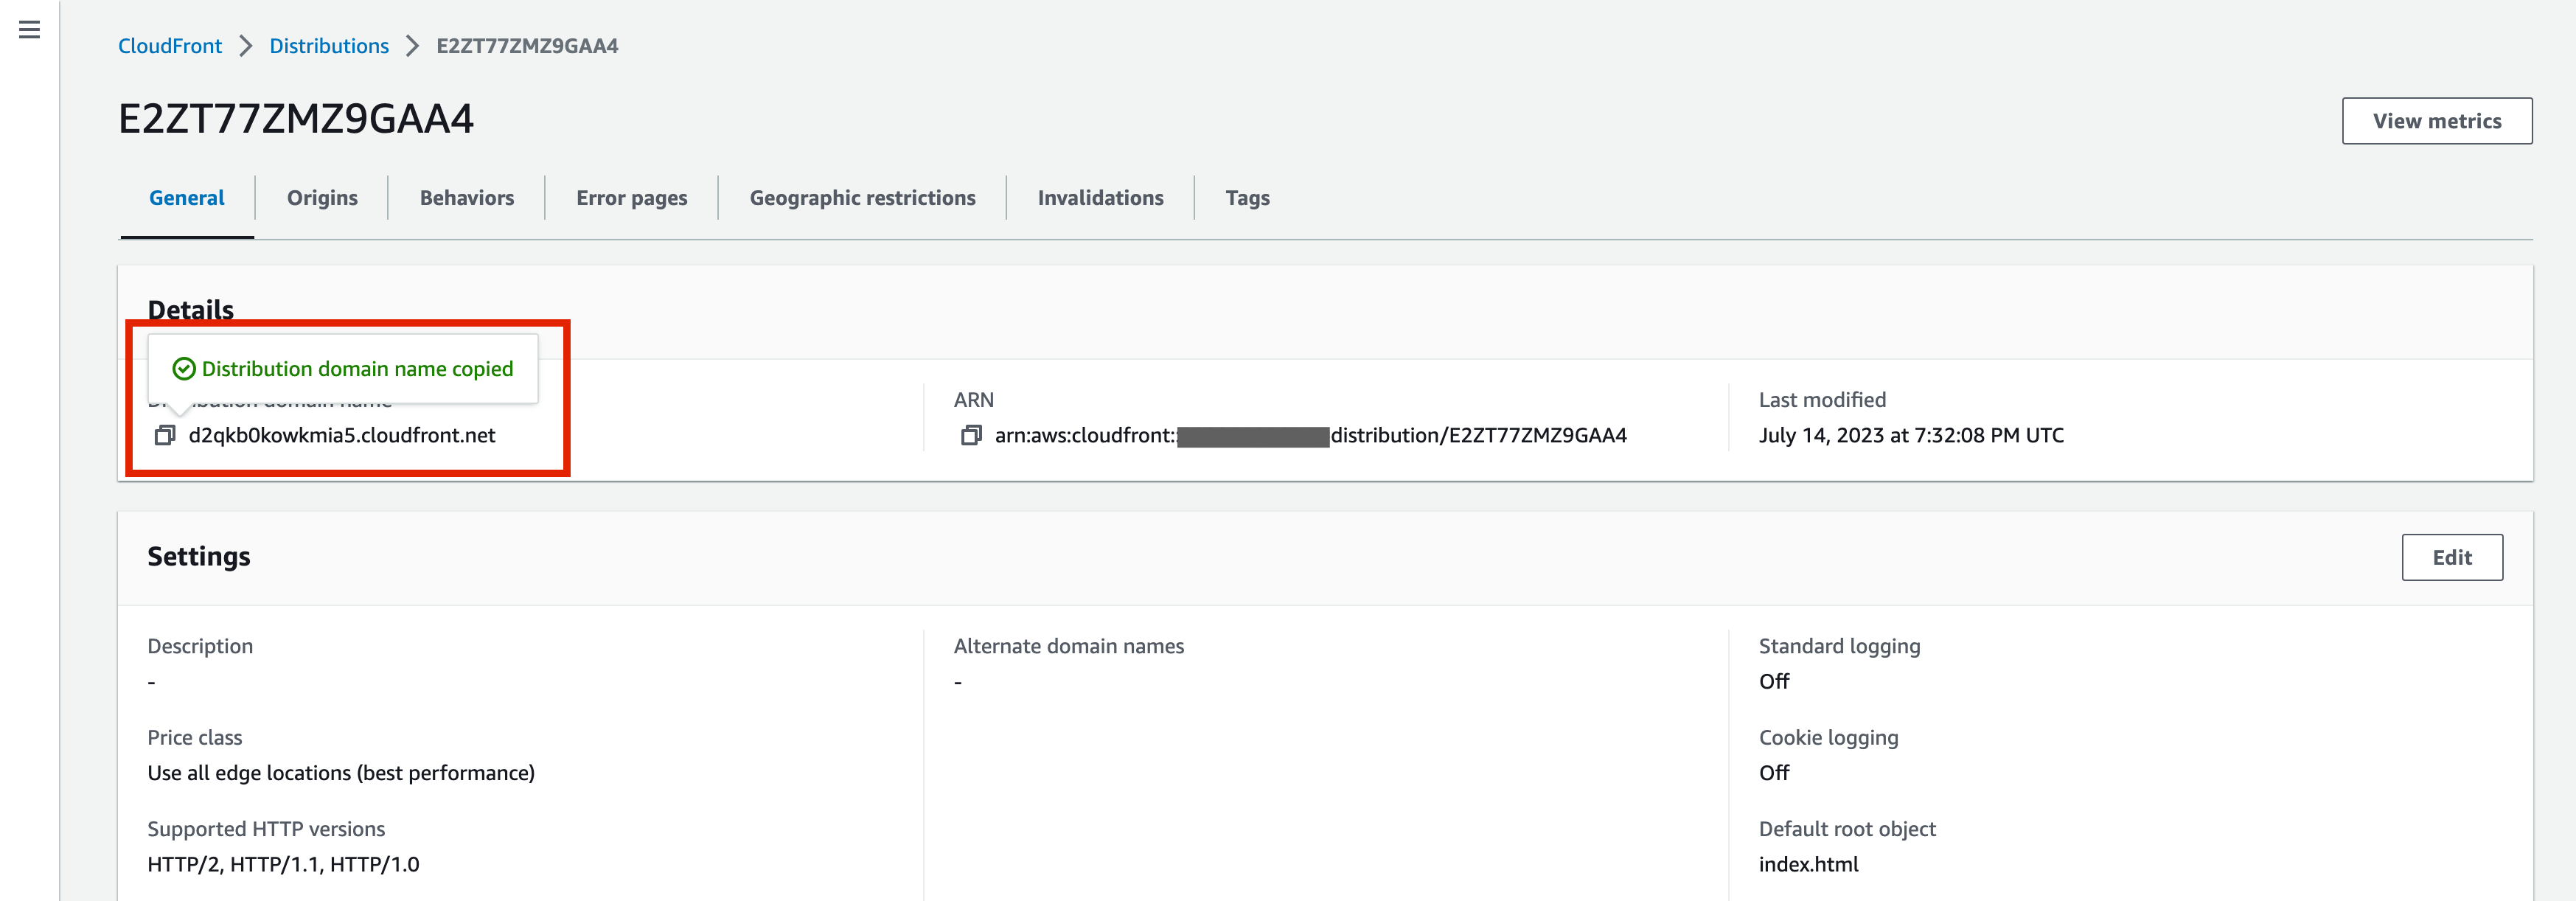 CloudFront > Distributions > E2ZT77ZMZ9GAA4
E2ZT77ZMZ9GAA4
View metrics
General Origins Behaviors Error pages Geographic restrictions Invalidations Tags
Details
Distribution domain name copied
Distribution domain name
d2qkb0kowkmia5.cloudfront.net
ARN
arn:aws:cloudfront:: distribution/E2ZT77ZMZ9GAA4
Last modified
July 14, 2023 at 7:32:08 PM UTC
Settings
Edit
Description
-
Price class
Use all edge locations (best performance)
Supported HTTP versions
HTTP/2, HTTP/1.1, HTTP/1.0
Alternate domain names
-
Standard logging
Off
Cookie logging
Off
Default root object
index.html